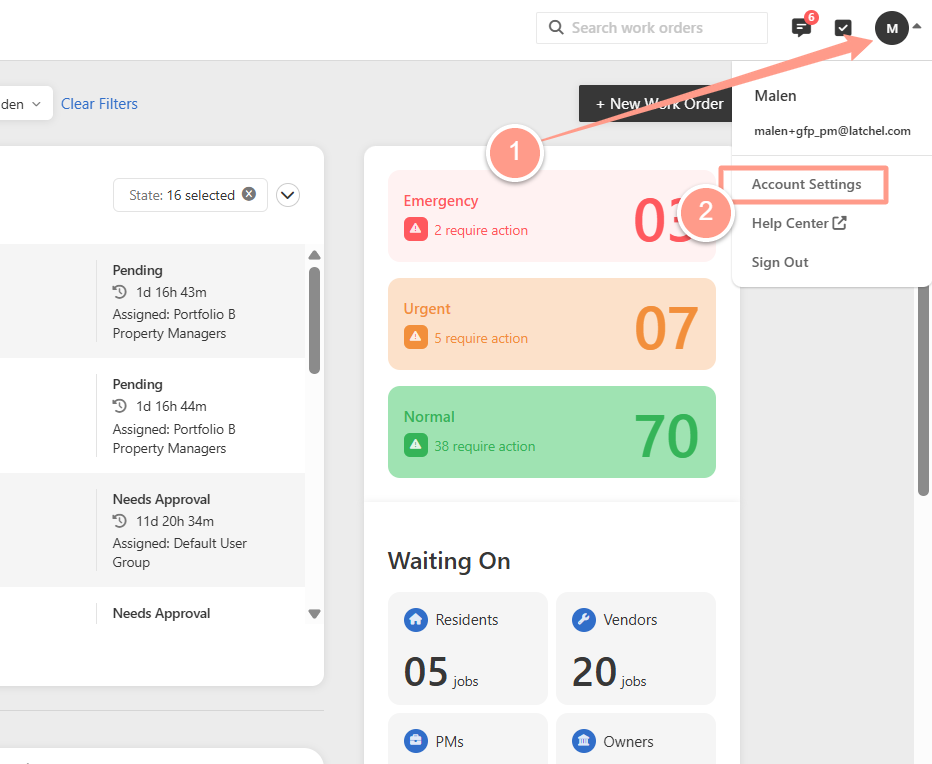 Search work orders
6
M
den
Clear Filters
+ New Work Order
Malen
malen+gfp_pm@latchel.com
1
Account Settings
2
Help Center
Sign Out
State: 16 selected
Pending
1d 16h 43m
Assigned: Portfolio B
Property Managers
Pending
1d 16h 44m
Assigned: Portfolio B
Property Managers
Needs Approval
11d 20h 34m
Assigned: Default User
Group
Needs Approval
Emergency
2 require action
03
Urgent
5 require action
07
Normal
38 require action
70
Waiting On
Residents
05 jobs
Vendors
20 jobs
PMs
Owners